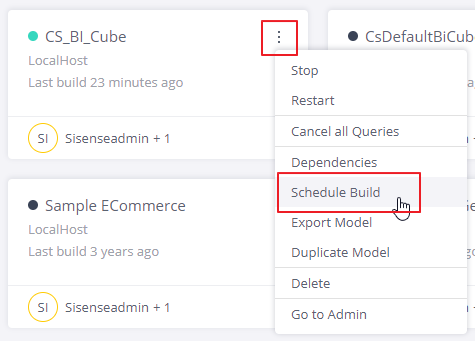 CS_BI_Cube
LocalHost
Last build 23 minutes ago
SI Sisenseadmin + 1
CsDefaultBiCub
Stop
Restart
Cancel all Queries
Dependencies
Schedule Build
Export Model
Duplicate Model
Delete
Go to Admin
Sample ECommerce
LocalHost
Last build 3 years ago
SI Sisenseadmin + 1